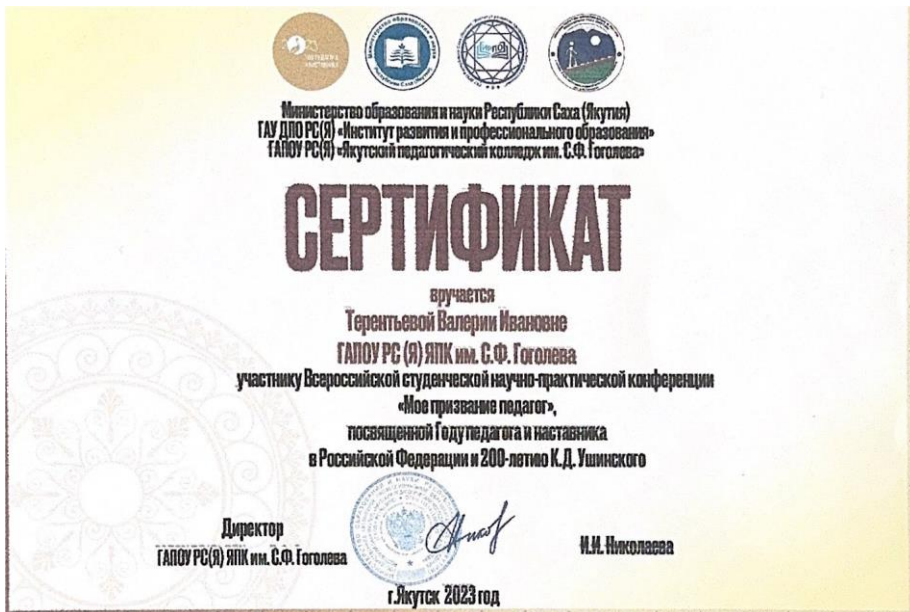 Министерство образования и науки Республики Саха (Якутия)
ГАУ ДПО РС(Я) «Институт развития и профессионального образования»
ГАПОУ РС(Я) «Якутский педагогический колледж им. С.Ф. Гоголева»
СЕРТИФИКАТ
вручается
Терентьевой Валерии Ивановне
ГАПОУ РС (Я) ЯПК им. С.Ф. Гоголева
участнику Всероссийской студенческой научно-практической конференции
«Мое призвание педагог»,
посвященной Году педагога и наставника
в Российской Федерации и 200-летию К.Д. Ушинского
Директор
ГАПОУ РС(Я) ЯПК им. С.Ф. Гоголева
И.И. Николаева
г.Якутск 2023 год